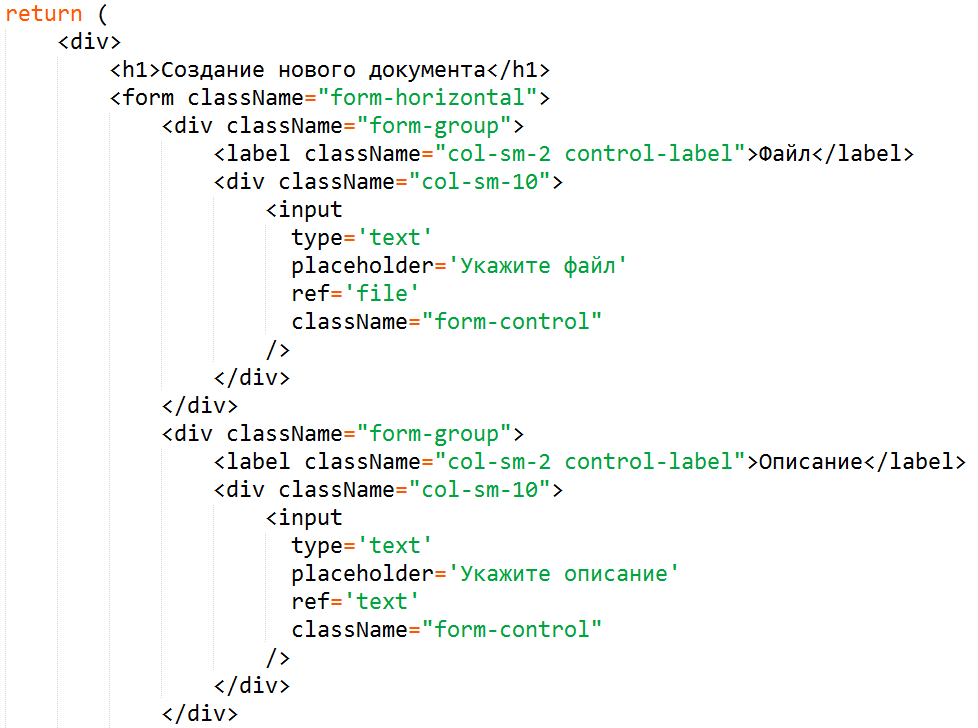 return (
    <div>
        <h1>Создание нового документа</h1>
        <form className="form-horizontal">
            <div className="form-group">
                <label className="col-sm-2 control-label">Файл</label>
                <div className="col-sm-10">
                    <input
                      type='text'
                      placeholder='Укажите файл'
                      ref='file'
                      className="form-control"
                    />
                </div>
            </div>
            <div className="form-group">
                <label className="col-sm-2 control-label">Описание</label>
                <div className="col-sm-10">
                    <input
                      type='text'
                      placeholder='Укажите описание'
                      ref='text'
                      className="form-control"
                    />
                </div>
            </div>